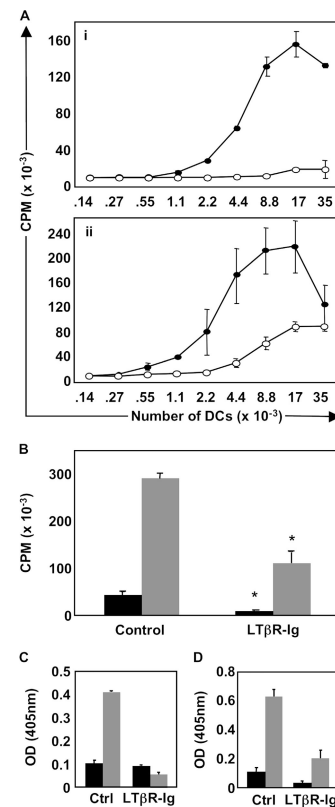 A
i
160
120
80
40
0
.14 .27 .55 1.1 2.2 4.4 8.8 17 35
CPM (x 10⁻³)
ii
240
200
160
120
80
40
0
.14 .27 .55 1.1 2.2 4.4 8.8 17 35
Number of DCs (x 10⁻³)
B
CPM (x 10⁻³)
300
200
100
0
*
*
Control LTβR-Ig
C
OD (405nm)
0.5
0.4
0.3
0.2
0.1
0
Ctrl LTβR-Ig
D
OD (405nm)
0.8
0.6
0.4
0.2
0
Ctrl LTβR-Ig